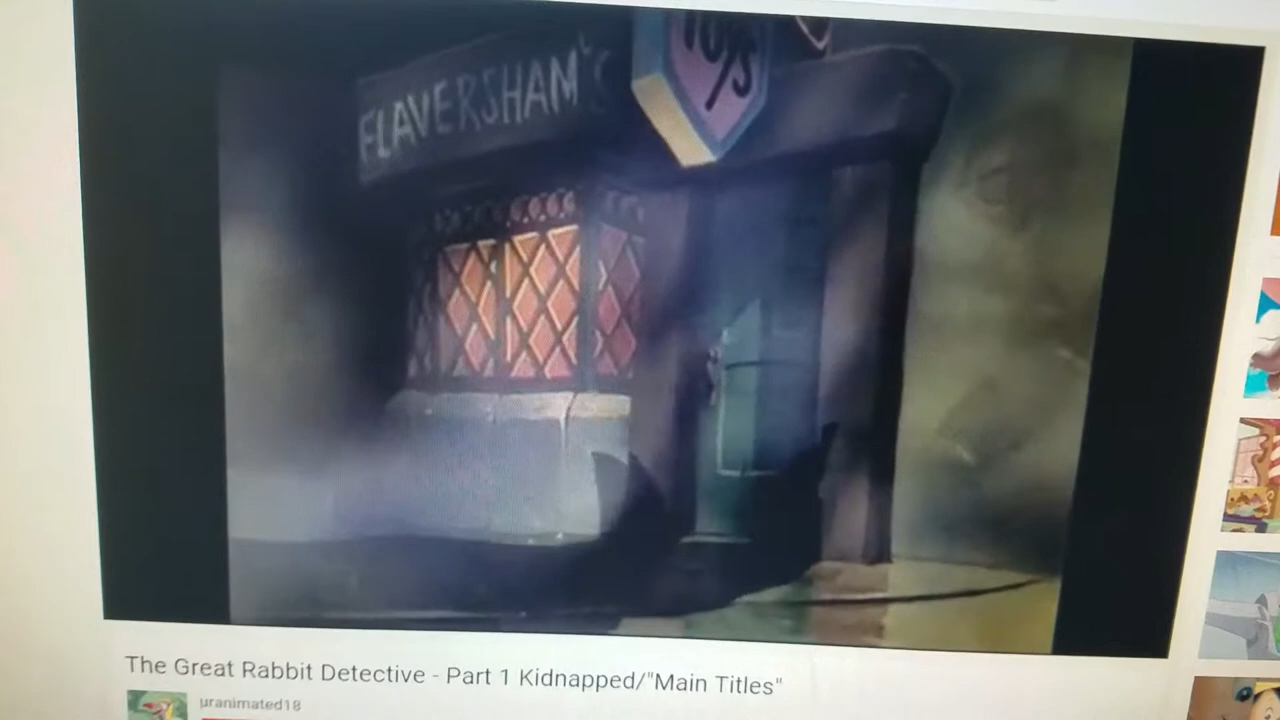 FLAVERSHAM'S
TOYS
The Great Rabbit Detective - Part 1 Kidnapped/"Main Titles"
uranimated18